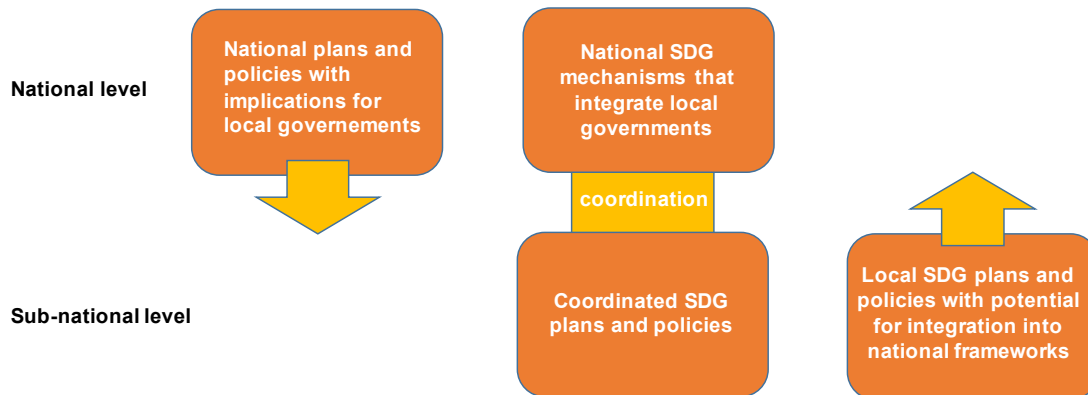 National level
National plans and
policies with
implications for
local governements
National SDG
mechanisms that
integrate local
governments
coordination
Sub-national level
Coordinated SDG
plans and policies
Local SDG plans and
policies with potential
for integration into
national frameworks